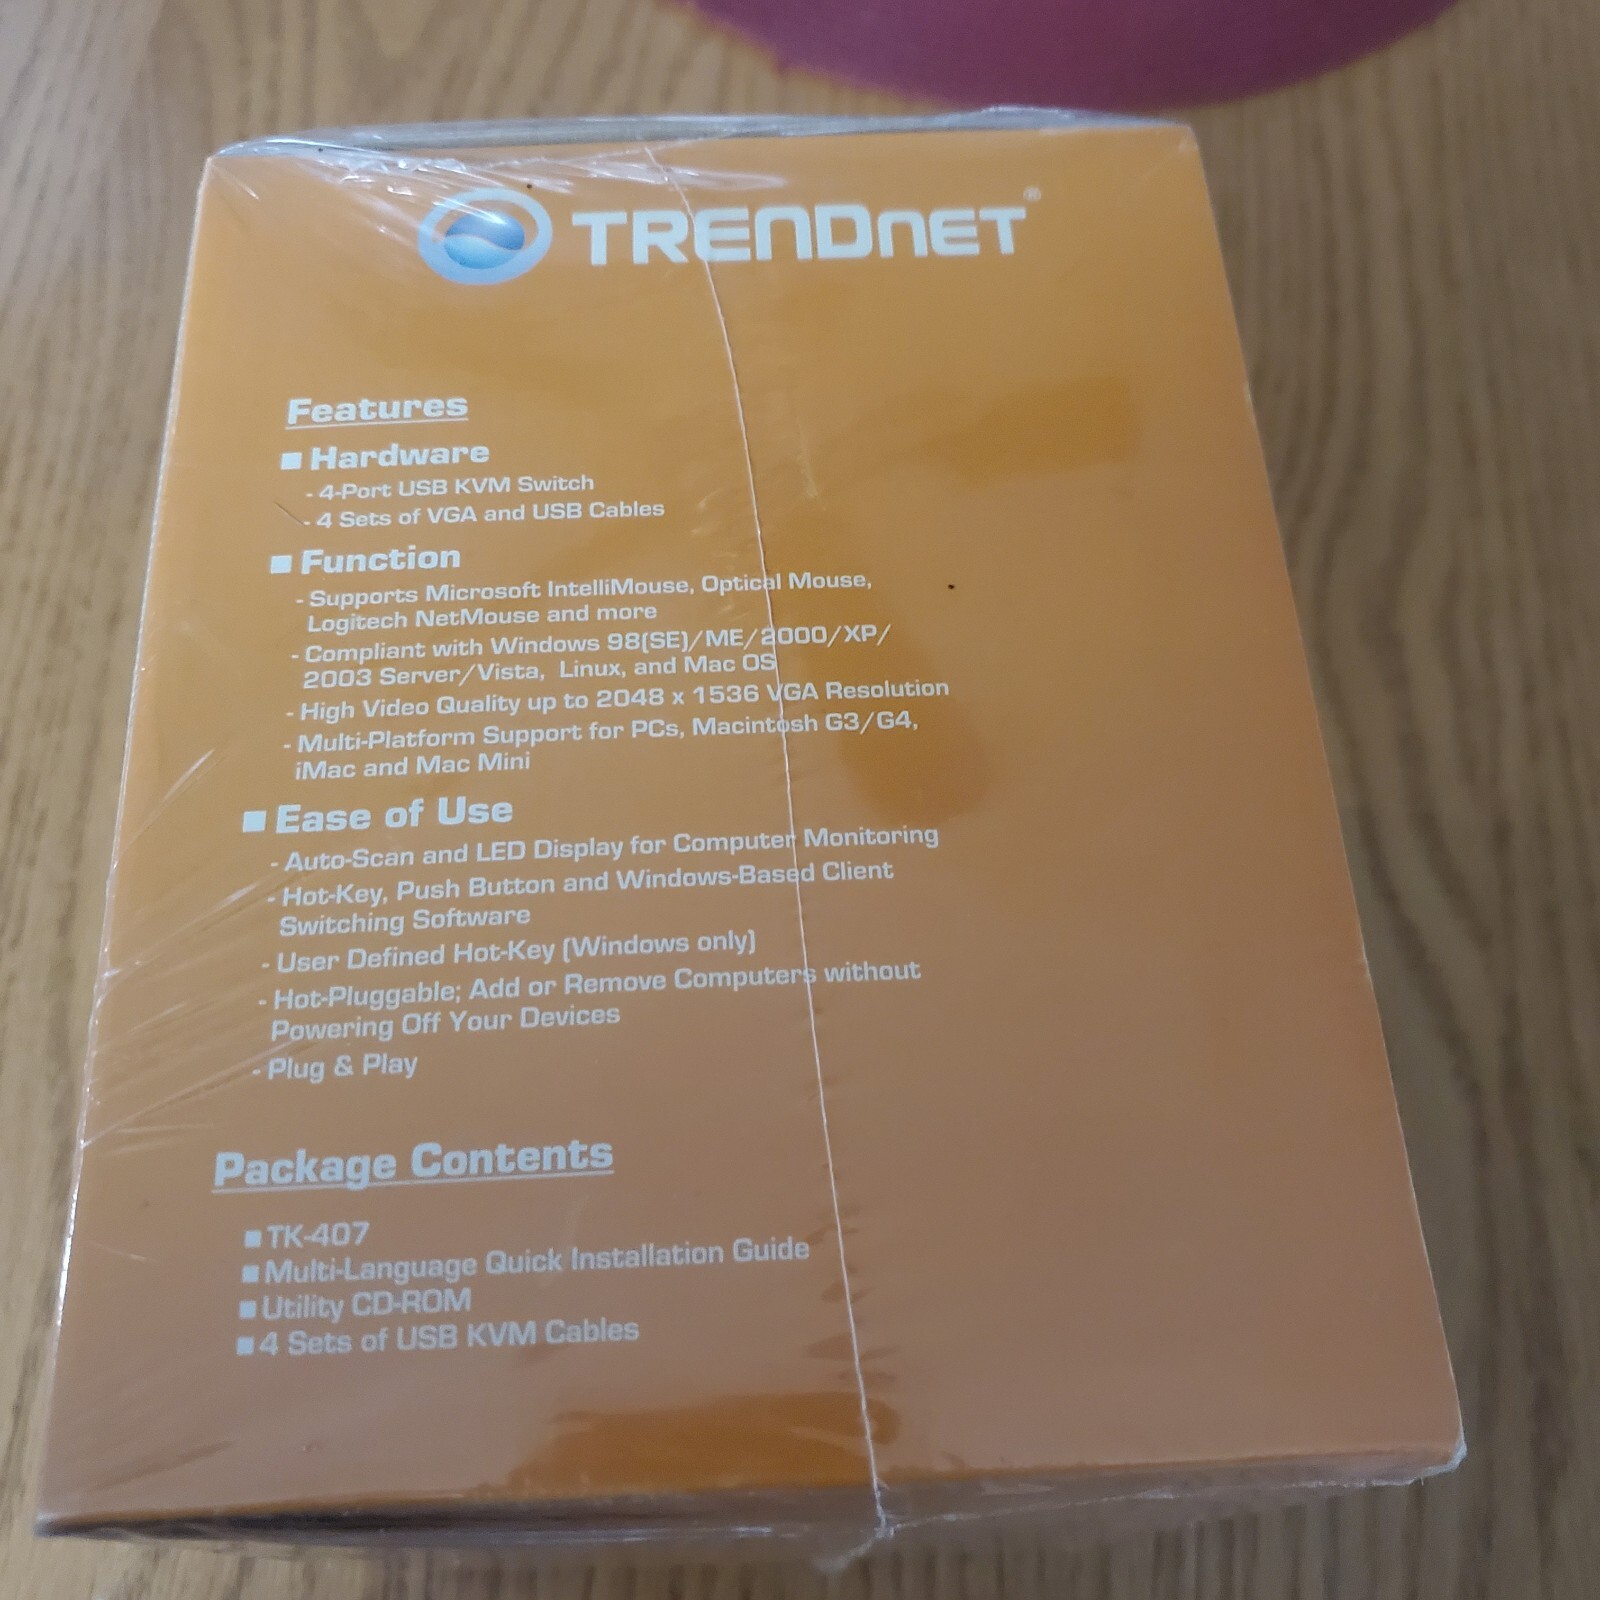 TRENDNET®
Features
■ Hardware
- 4-Port USB KVM Switch
- 4 Sets of VGA and USB Cables
■ Function
- Supports Microsoft IntelliMouse, Optical Mouse,
Logitech NetMouse and more
- Compliant with Windows 98(SE)/ME/2000/XP/
2003 Server/Vista, Linux, and Mac OS
- High Video Quality up to 2048 x 1536 VGA Resolution
- Multi-Platform Support for PCs, Macintosh G3/G4,
iMac and Mac Mini
■ Ease of Use
- Auto-Scan and LED Display for Computer Monitoring
- Hot-Key, Push Button and Windows-Based Client
Switching Software
- User Defined Hot-Key (Windows only)
- Hot-Pluggable; Add or Remove Computers without
Powering Off Your Devices
- Plug & Play
Package Contents
■ TK-407
■ Multi-Language Quick Installation Guide
■ Utility CD-ROM
■ 4 Sets of USB KVM Cables